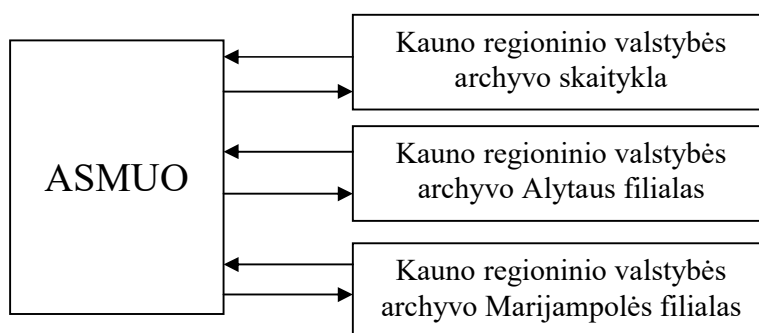 ASMUO
Kauno regioninio valstybės
archyvo skaitykla
Kauno regioninio valstybės
archyvo Alytaus filialas
Kauno regioninio valstybės
archyvo Marijampolės filialas